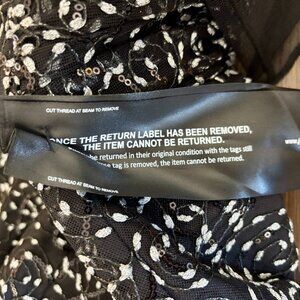 CUT THREAD AT SEAM TO REMOVE
ONCE THE RETURN LABEL HAS BEEN REMOVED,
THE ITEM CANNOT BE RETURNED.
be returned in their original condition with the tags still
tag is removed, the item cannot be returned.
CUT THREAD AT SEAM TO REMOVE